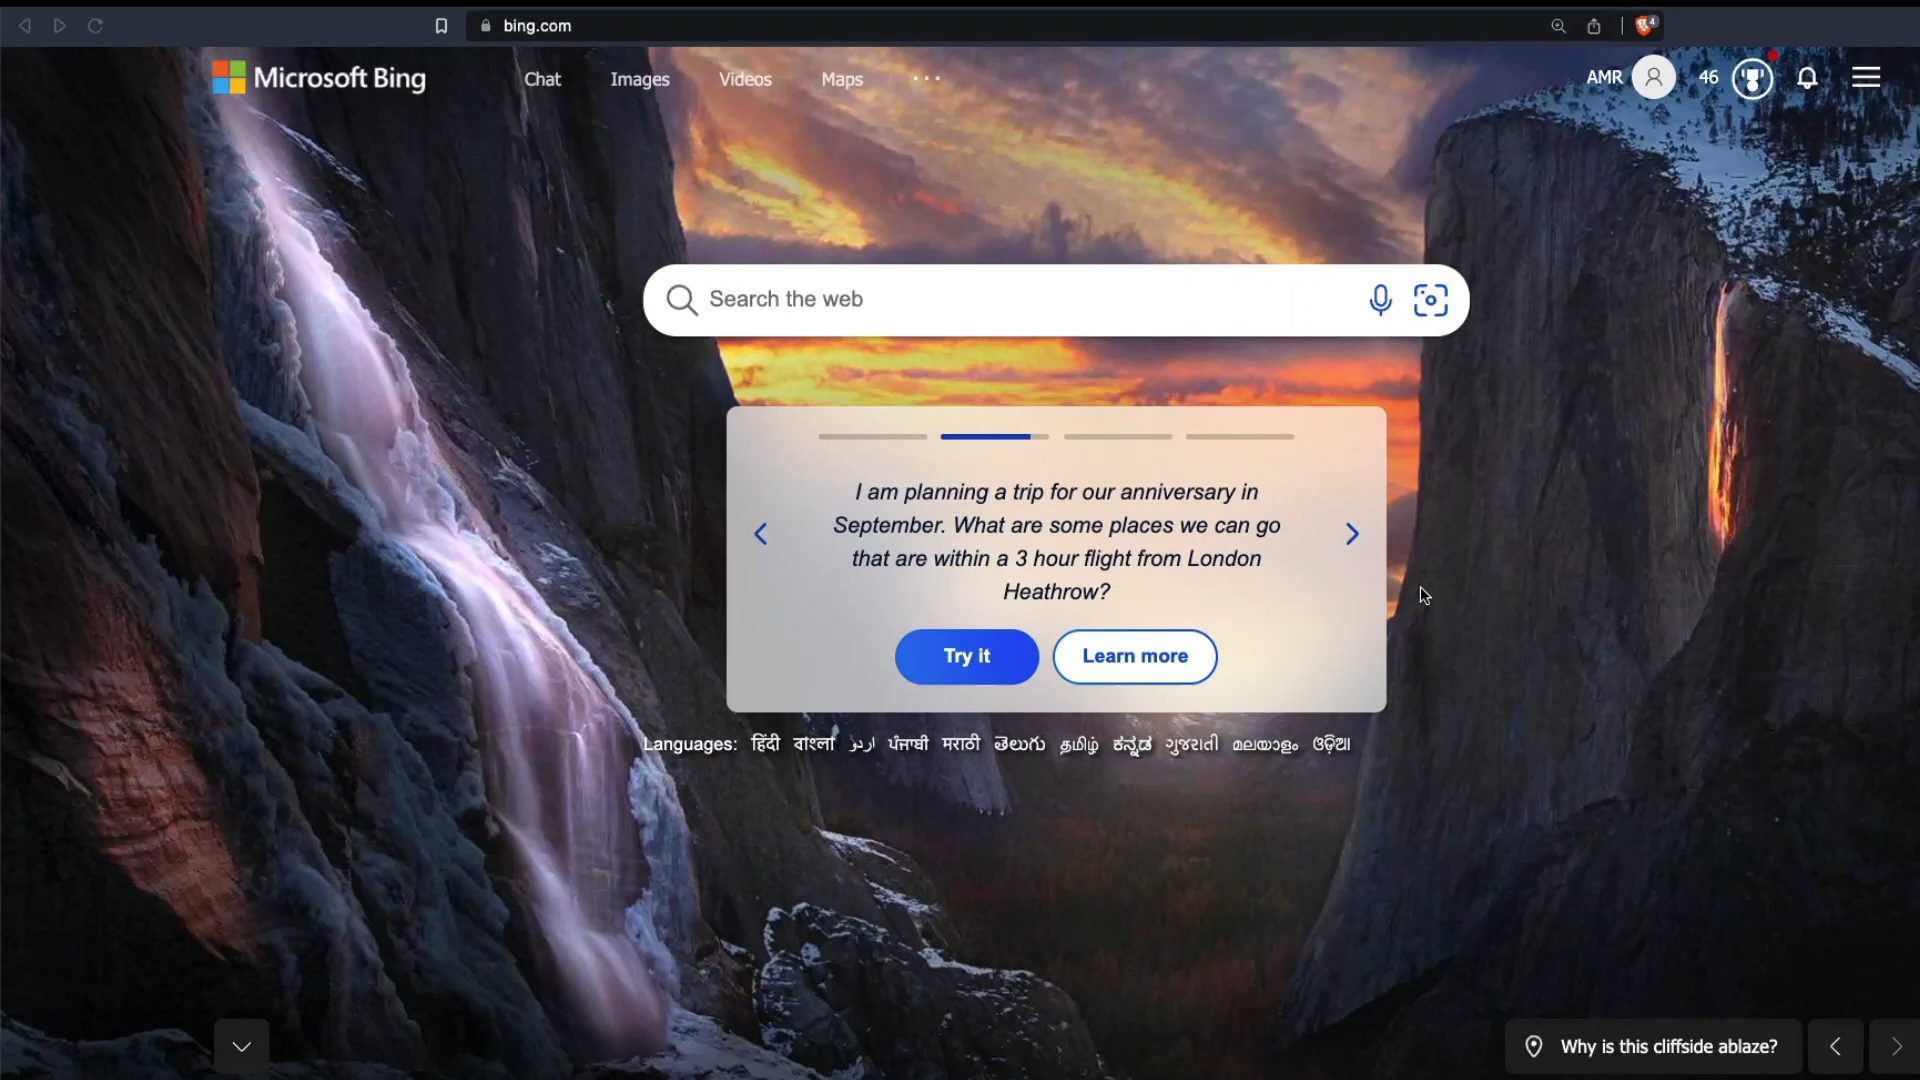 bing.com
4
Microsoft Bing
Chat
Images
Videos
Maps
AMR
46
Search the web
I am planning a trip for our anniversary in
September. What are some places we can go
that are within a 3 hour flight from London
Heathrow?
Try it
Learn more
Languages: हिंदी বাংলা اردو ਪੰਜਾਬੀ मराठी తెలుగు தமிழ் ಕನ್ನಡ ગુજરાતી മലയാളം ଓଡ଼ିଆ
Why is this cliffside ablaze?